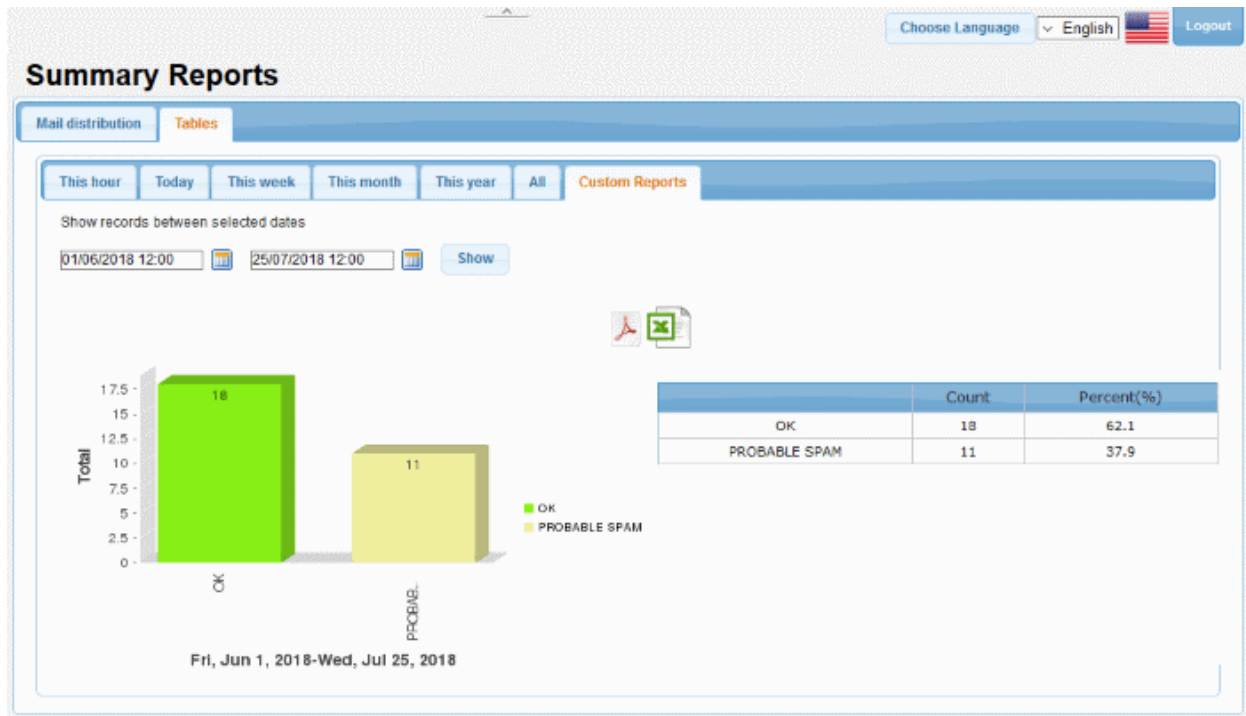 Choose Language English Logout
Summary Reports
Mail distribution Tables
This hour Today This week This month This year All Custom Reports
Show records between selected dates
01/06/2018 12:00 25/07/2018 12:00 Show
17.5
15
12.5
10
7.5
5
2.5
0
Total
18
11
OK
PROBAB..
OK
PROBABLE SPAM
Fri, Jun 1, 2018-Wed, Jul 25, 2018
Count Percent(%)
OK 18 62.1
PROBABLE SPAM 11 37.9